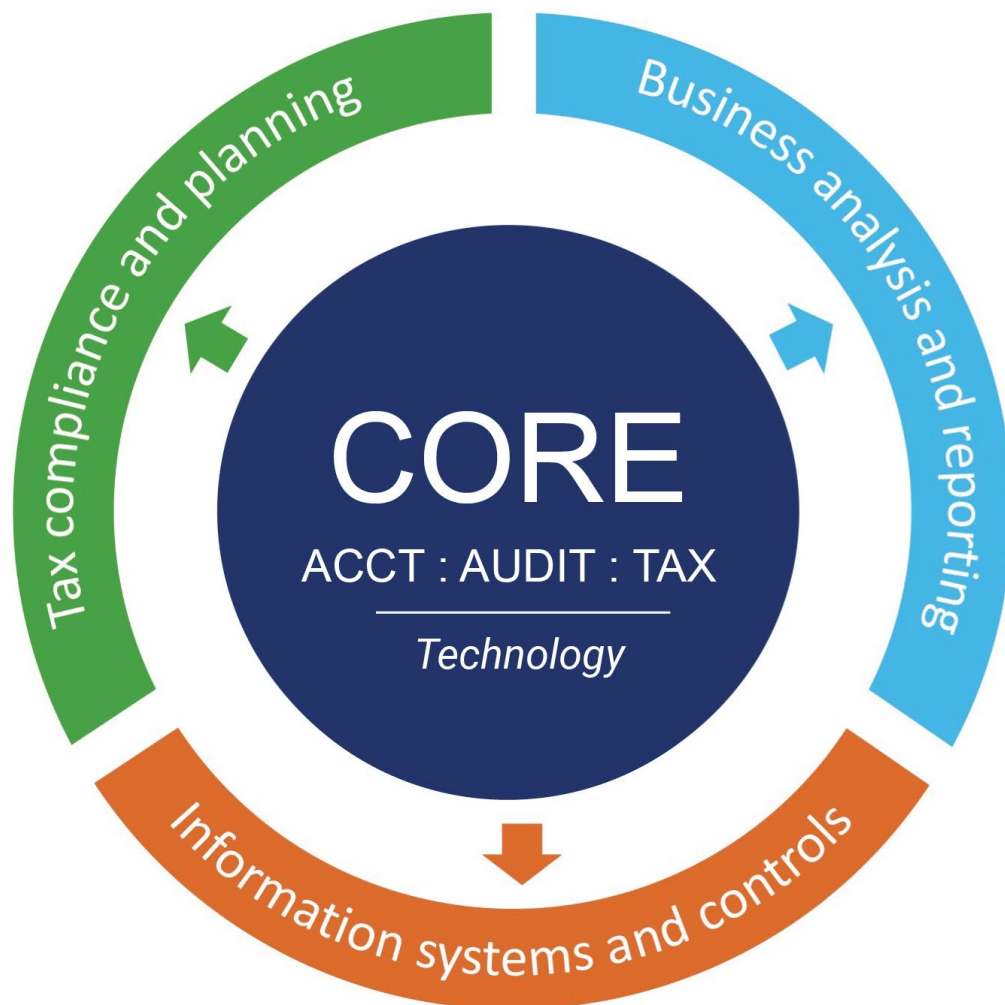 Tax compliance and planning
Business analysis and reporting
CORE
ACCT : AUDIT : TAX
Technology
Information systems and controls